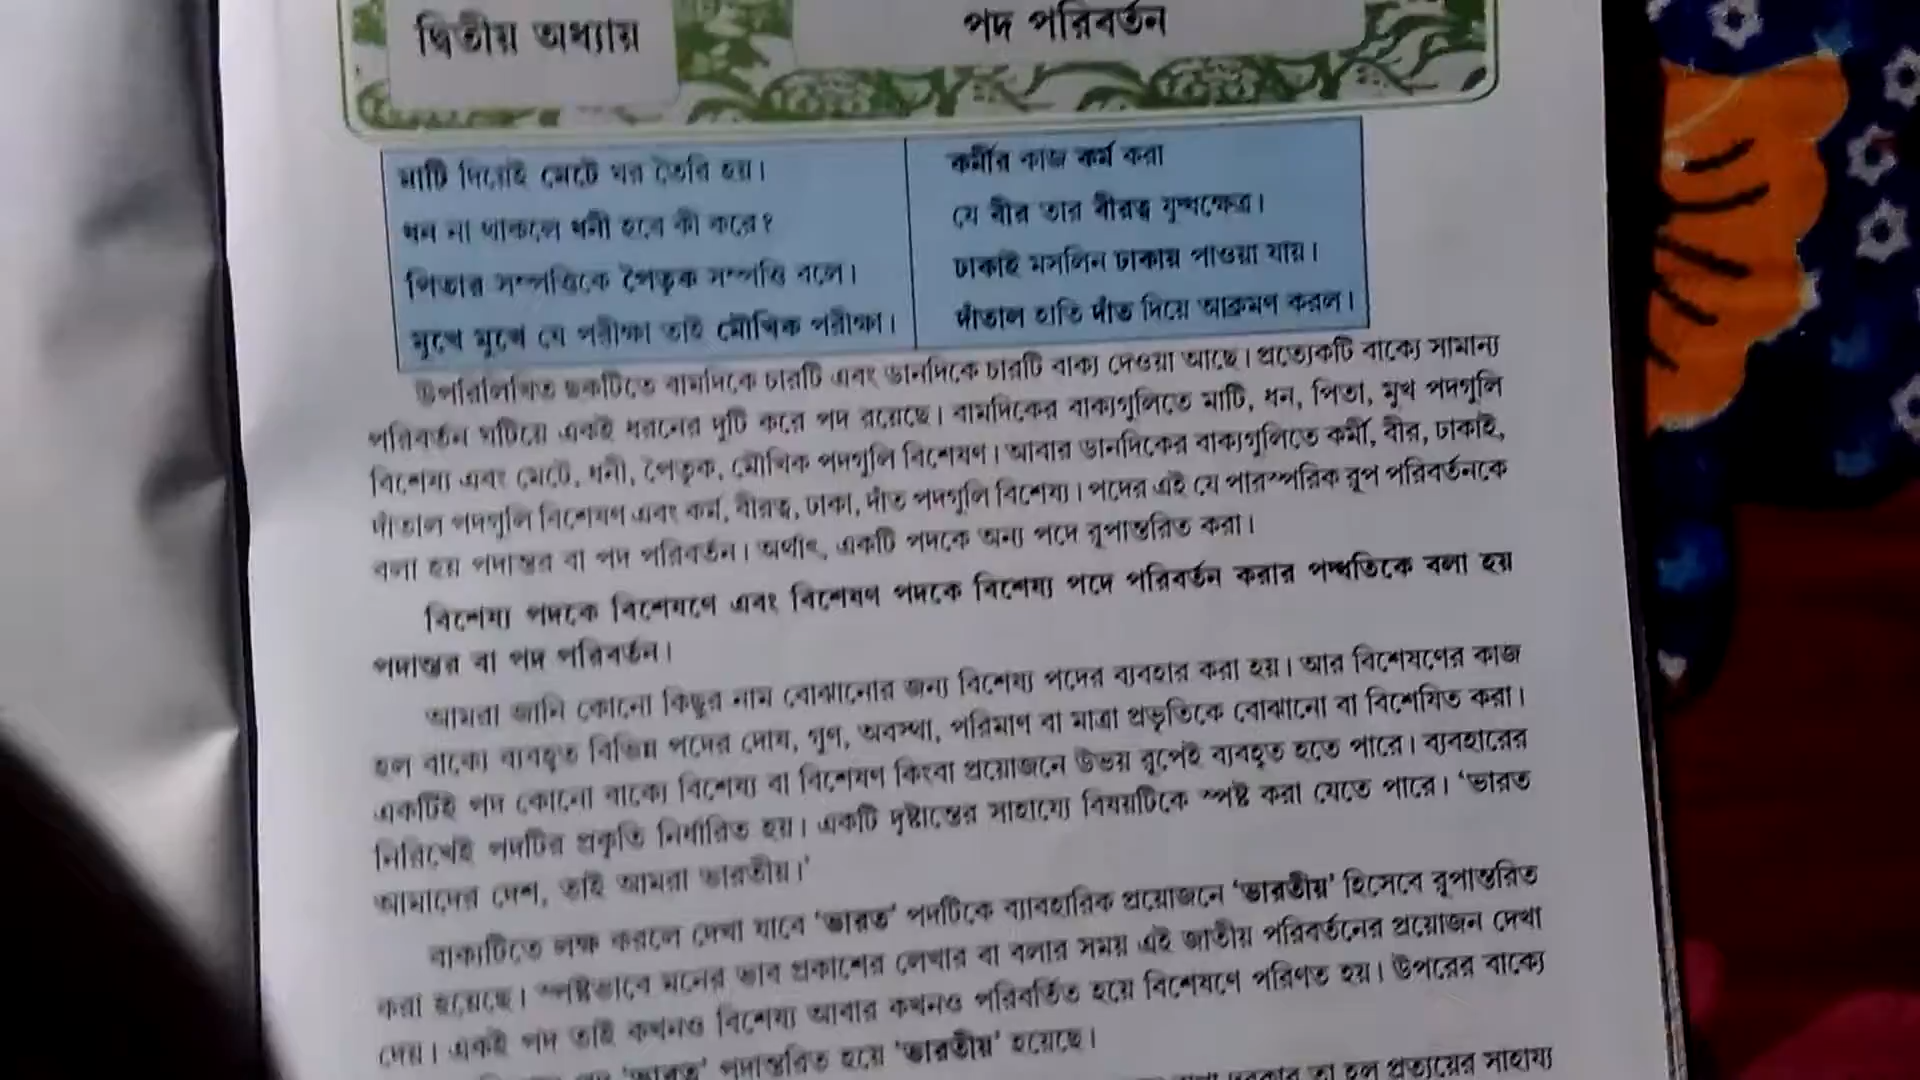 দ্বিতীয় অধ্যায়
পদ পরিবর্তন
মাটি দিয়েই মেটে ঘর তৈরি হয়।
ধন না থাকলে ধনী হবে কী করে?
পিতার সম্পত্তিকে পৈতৃক সম্পত্তি বলে।
মুখে মুখে যে পরীক্ষা তাই মৌখিক পরীক্ষা।
কর্মীর কাজ কর্ম করা
যে বীর তার বীরত্ব যুদ্ধক্ষেত্রে।
ঢাকাই মসলিন ঢাকায় পাওয়া যায়।
দাঁতাল হাতি দাঁত দিয়ে আক্রমণ করল।
উপরিলিখিত ছকটিতে বামদিকে চারটি এবং ডানদিকে চারটি বাক্য দেওয়া আছে। প্রত্যেকটি বাক্যে সামান্য
পরিবর্তন ঘটিয়ে একই ধরনের দুটি করে পদ রয়েছে। বামদিকের বাক্যগুলিতে মাটি, ধন, পিতা, মুখ পদগুলি
বিশেষ্য এবং মেটে, ধনী, পৈতৃক, মৌখিক পদগুলি বিশেষণ। আবার ডানদিকের বাক্যগুলিতে কর্মী, বীর, ঢাকাই,
দাঁতাল পদগুলি বিশেষণ এবং কর্ম, বীরত্ব, ঢাকা, দাঁত পদগুলি বিশেষ্য। পদের এই যে পারস্পরিক রূপ পরিবর্তনকে
বলা হয় পদান্তর বা পদ পরিবর্তন। অর্থাৎ, একটি পদকে অন্য পদে রূপান্তরিত করা।
বিশেষ্য পদকে বিশেষণে এবং বিশেষণ পদকে বিশেষ্য পদে পরিবর্তন করার পদ্ধতিকে বলা হয়
পদান্তর বা পদ পরিবর্তন।
আমরা জানি কোনো কিছুর নাম বোঝানোর জন্য বিশেষ্য পদের ব্যবহার করা হয়। আর বিশেষণের কাজ
হল বাক্যে ব্যবহৃত বিভিন্ন পদের দোষ, গুণ, অবস্থা, পরিমাণ বা মাত্রা প্রভৃতিকে বোঝানো বা বিশেষিত করা।
একটিই পদ কোনো বাক্যে বিশেষ্য বা বিশেষণ কিংবা প্রয়োজনে উভয় রূপেই ব্যবহৃত হতে পারে। ব্যবহারের
নিরিখেই পদটির প্রকৃতি নির্ধারিত হয়। একটি দৃষ্টান্তের সাহায্যে বিষয়টিকে স্পষ্ট করা যেতে পারে। ‘ভারত
আমাদের দেশ, তাই আমরা ভারতীয়।’
বাক্যটিতে লক্ষ করলে দেখা যাবে ‘ভারত’ পদটিকে ব্যাবহারিক প্রয়োজনে ‘ভারতীয়’ হিসেবে রূপান্তরিত
করা হয়েছে। স্পষ্টভাবে মনের ভাব প্রকাশের লেখার বা বলার সময় এই জাতীয় পরিবর্তনের প্রয়োজন দেখা
দেয়। একই পদ তাই কখনও বিশেষ্য আবার কখনও পরিবর্তিত হয়ে বিশেষণে পরিণত হয়। উপরের বাক্যে
‘ভারত’ পদান্তরিত হয়ে ‘ভারতীয়’ হয়েছে।
তা হল প্রত্যয়ের সাহায্য